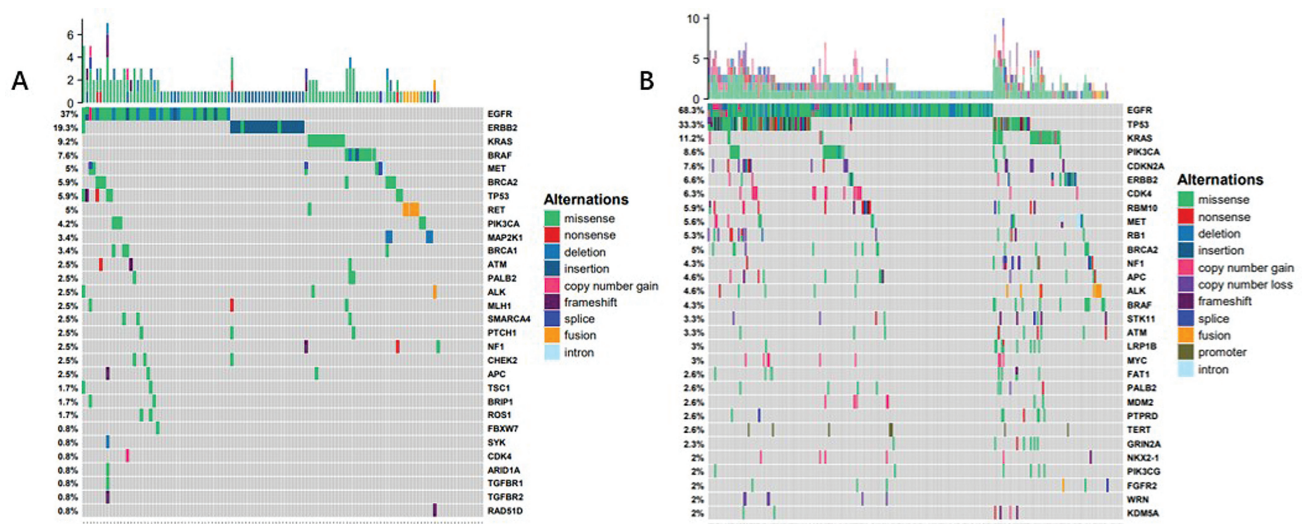 A
6
4
2
0
37% EGFR
19.3% ERBB2
9.2% KRAS
7.6% BRAF
5% MET
5.9% BRCA2
5.9% TP53
5% RET
4.2% PIK3CA
3.4% MAP2K1
3.4% BRCA1
2.5% ATM
2.5% PALB2
2.5% ALK
2.5% MLH1
2.5% SMARCA4
2.5% PTCH1
2.5% NF1
2.5% CHEK2
2.5% APC
1.7% TSC1
1.7% BRIP1
1.7% ROS1
0.8% FBXW7
0.8% SYK
0.8% CDK4
0.8% ARID1A
0.8% TGFBR1
0.8% TGFBR2
0.8% RAD51D
Alternations
missense
nonsense
deletion
insertion
copy number gain
frameshift
splice
fusion
intron
B
10
5
0
68.3% EGFR
33.3% TP53
11.2% KRAS
8.6% PIK3CA
7.6% CDKN2A
6.6% ERBB2
6.3% CDK4
5.9% RBM10
5.6% MET
5.3% RB1
5% BRCA2
4.3% NF1
4.6% APC
4.6% ALK
4.3% BRAF
3.3% STK11
3.3% ATM
3% LRP1B
3% MYC
2.6% FAT1
2.6% PALB2
2.6% MDM2
2.6% PTPRD
2.6% TERT
2.3% GRIN2A
2% NKX2-1
2% PIK3CG
2% FGFR2
2% WRN
2% KDM5A
Alternations
missense
nonsense
deletion
insertion
copy number gain
copy number loss
frameshift
splice
fusion
promoter
intron